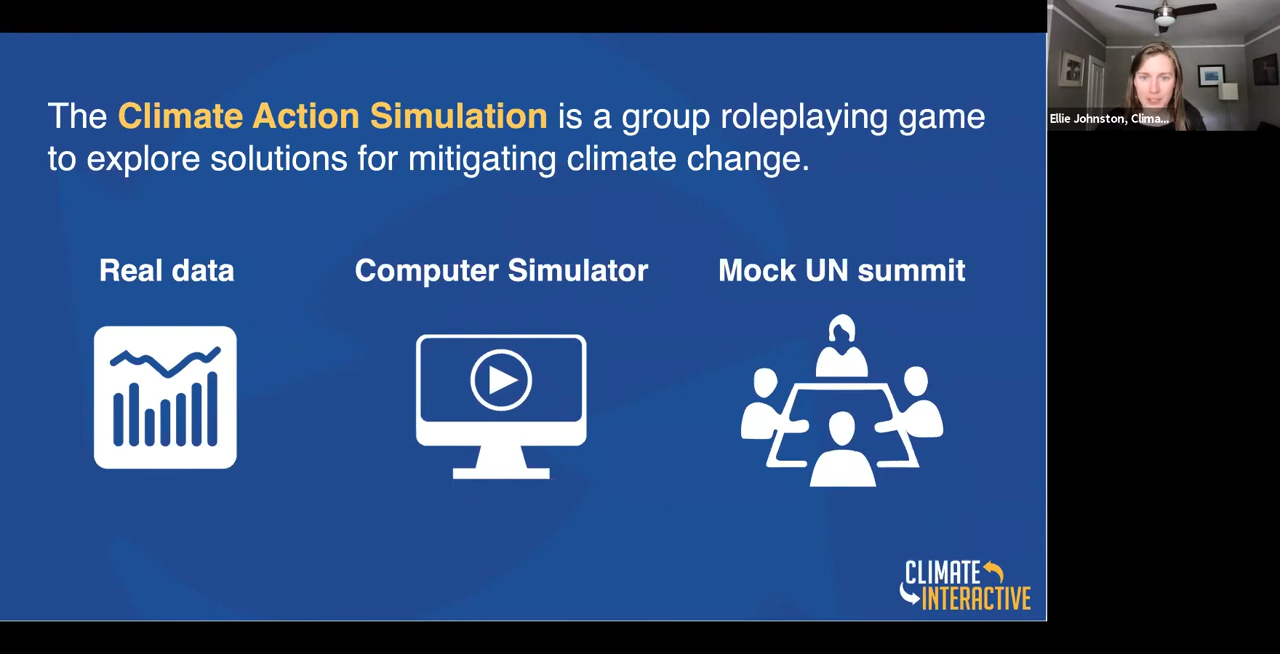 The Climate Action Simulation is a group roleplaying game
to explore solutions for mitigating climate change.
Real data
Computer Simulator
Mock UN summit
CLIMATE
INTERACTIVE
Ellie Johnston, Clima...